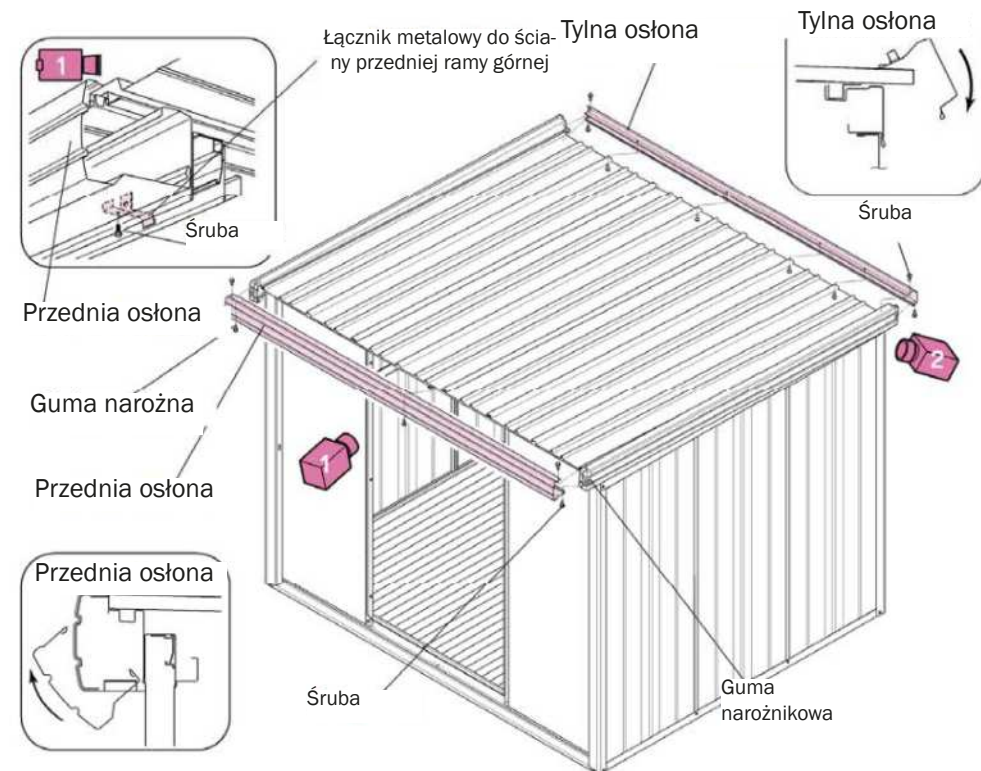 Łącznik metalowy do ścia-
ny przedniej ramy górnej
Tylna osłona
Tylna osłona
1
Śruba
Śruba
Przednia osłona
2
Guma narożna
1
Przednia osłona
Przednia osłona
Śruba
Guma
narożnikowa